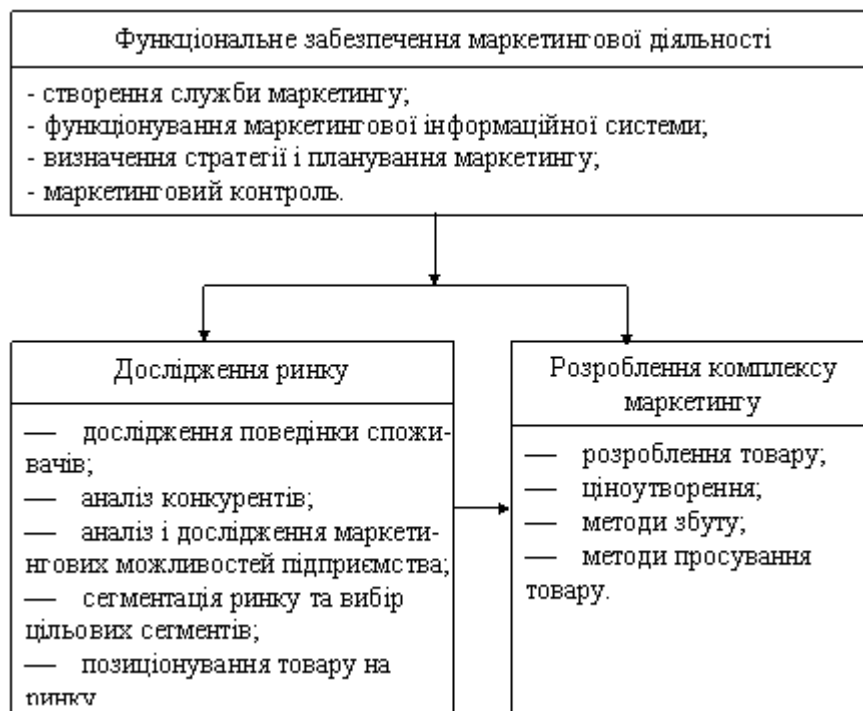 Функціональне забезпечення маркетингової діяльності
- створення служби маркетингу;
- функціонування маркетингової інформаційної системи;
- визначення стратегії і планування маркетингу;
- маркетинговий контроль.
Дослідження ринку
— дослідження поведінки спожи-
вачів;
— аналіз конкурентів;
— аналіз і дослідження маркети-
нгових можливостей підприємства;
— сегментація ринку та вибір
цільових сегментів;
— позиціонування товару на
ринку
Розроблення комплексу
маркетингу
— розроблення товару;
— ціноутворення;
— методи збуту;
— методи просування
товару.